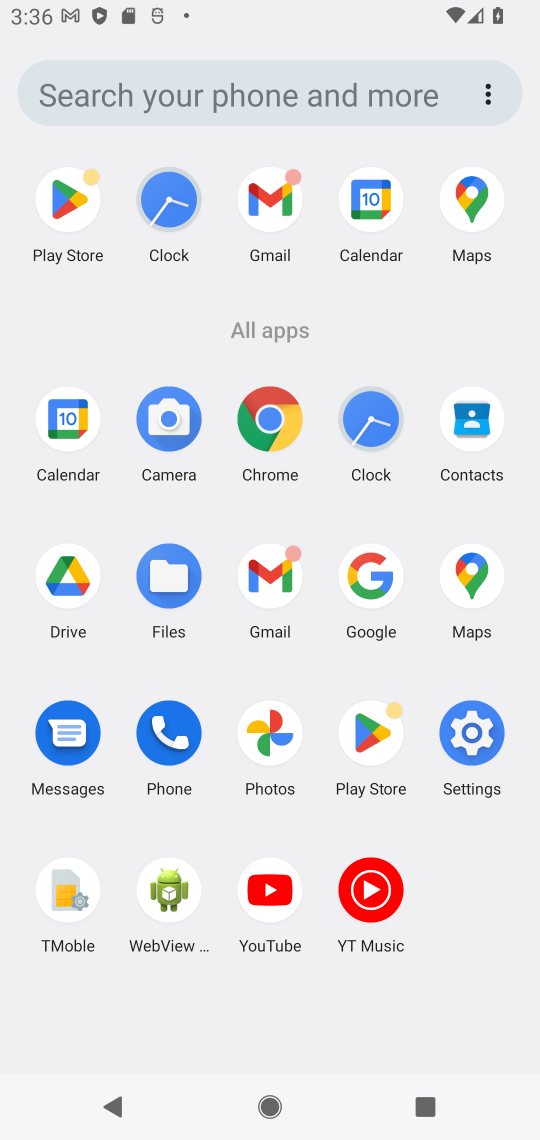 3:36
Search your phone and more
Play Store
Clock
Gmail
10
Calendar
Maps
All apps
10
Calendar
Camera
Chrome
Clock
Contacts
Drive
Files
Gmail
Google
Maps
Messages
Phone
Photos
Play Store
Settings
TMoble
WebView ...
YouTube
YT Music